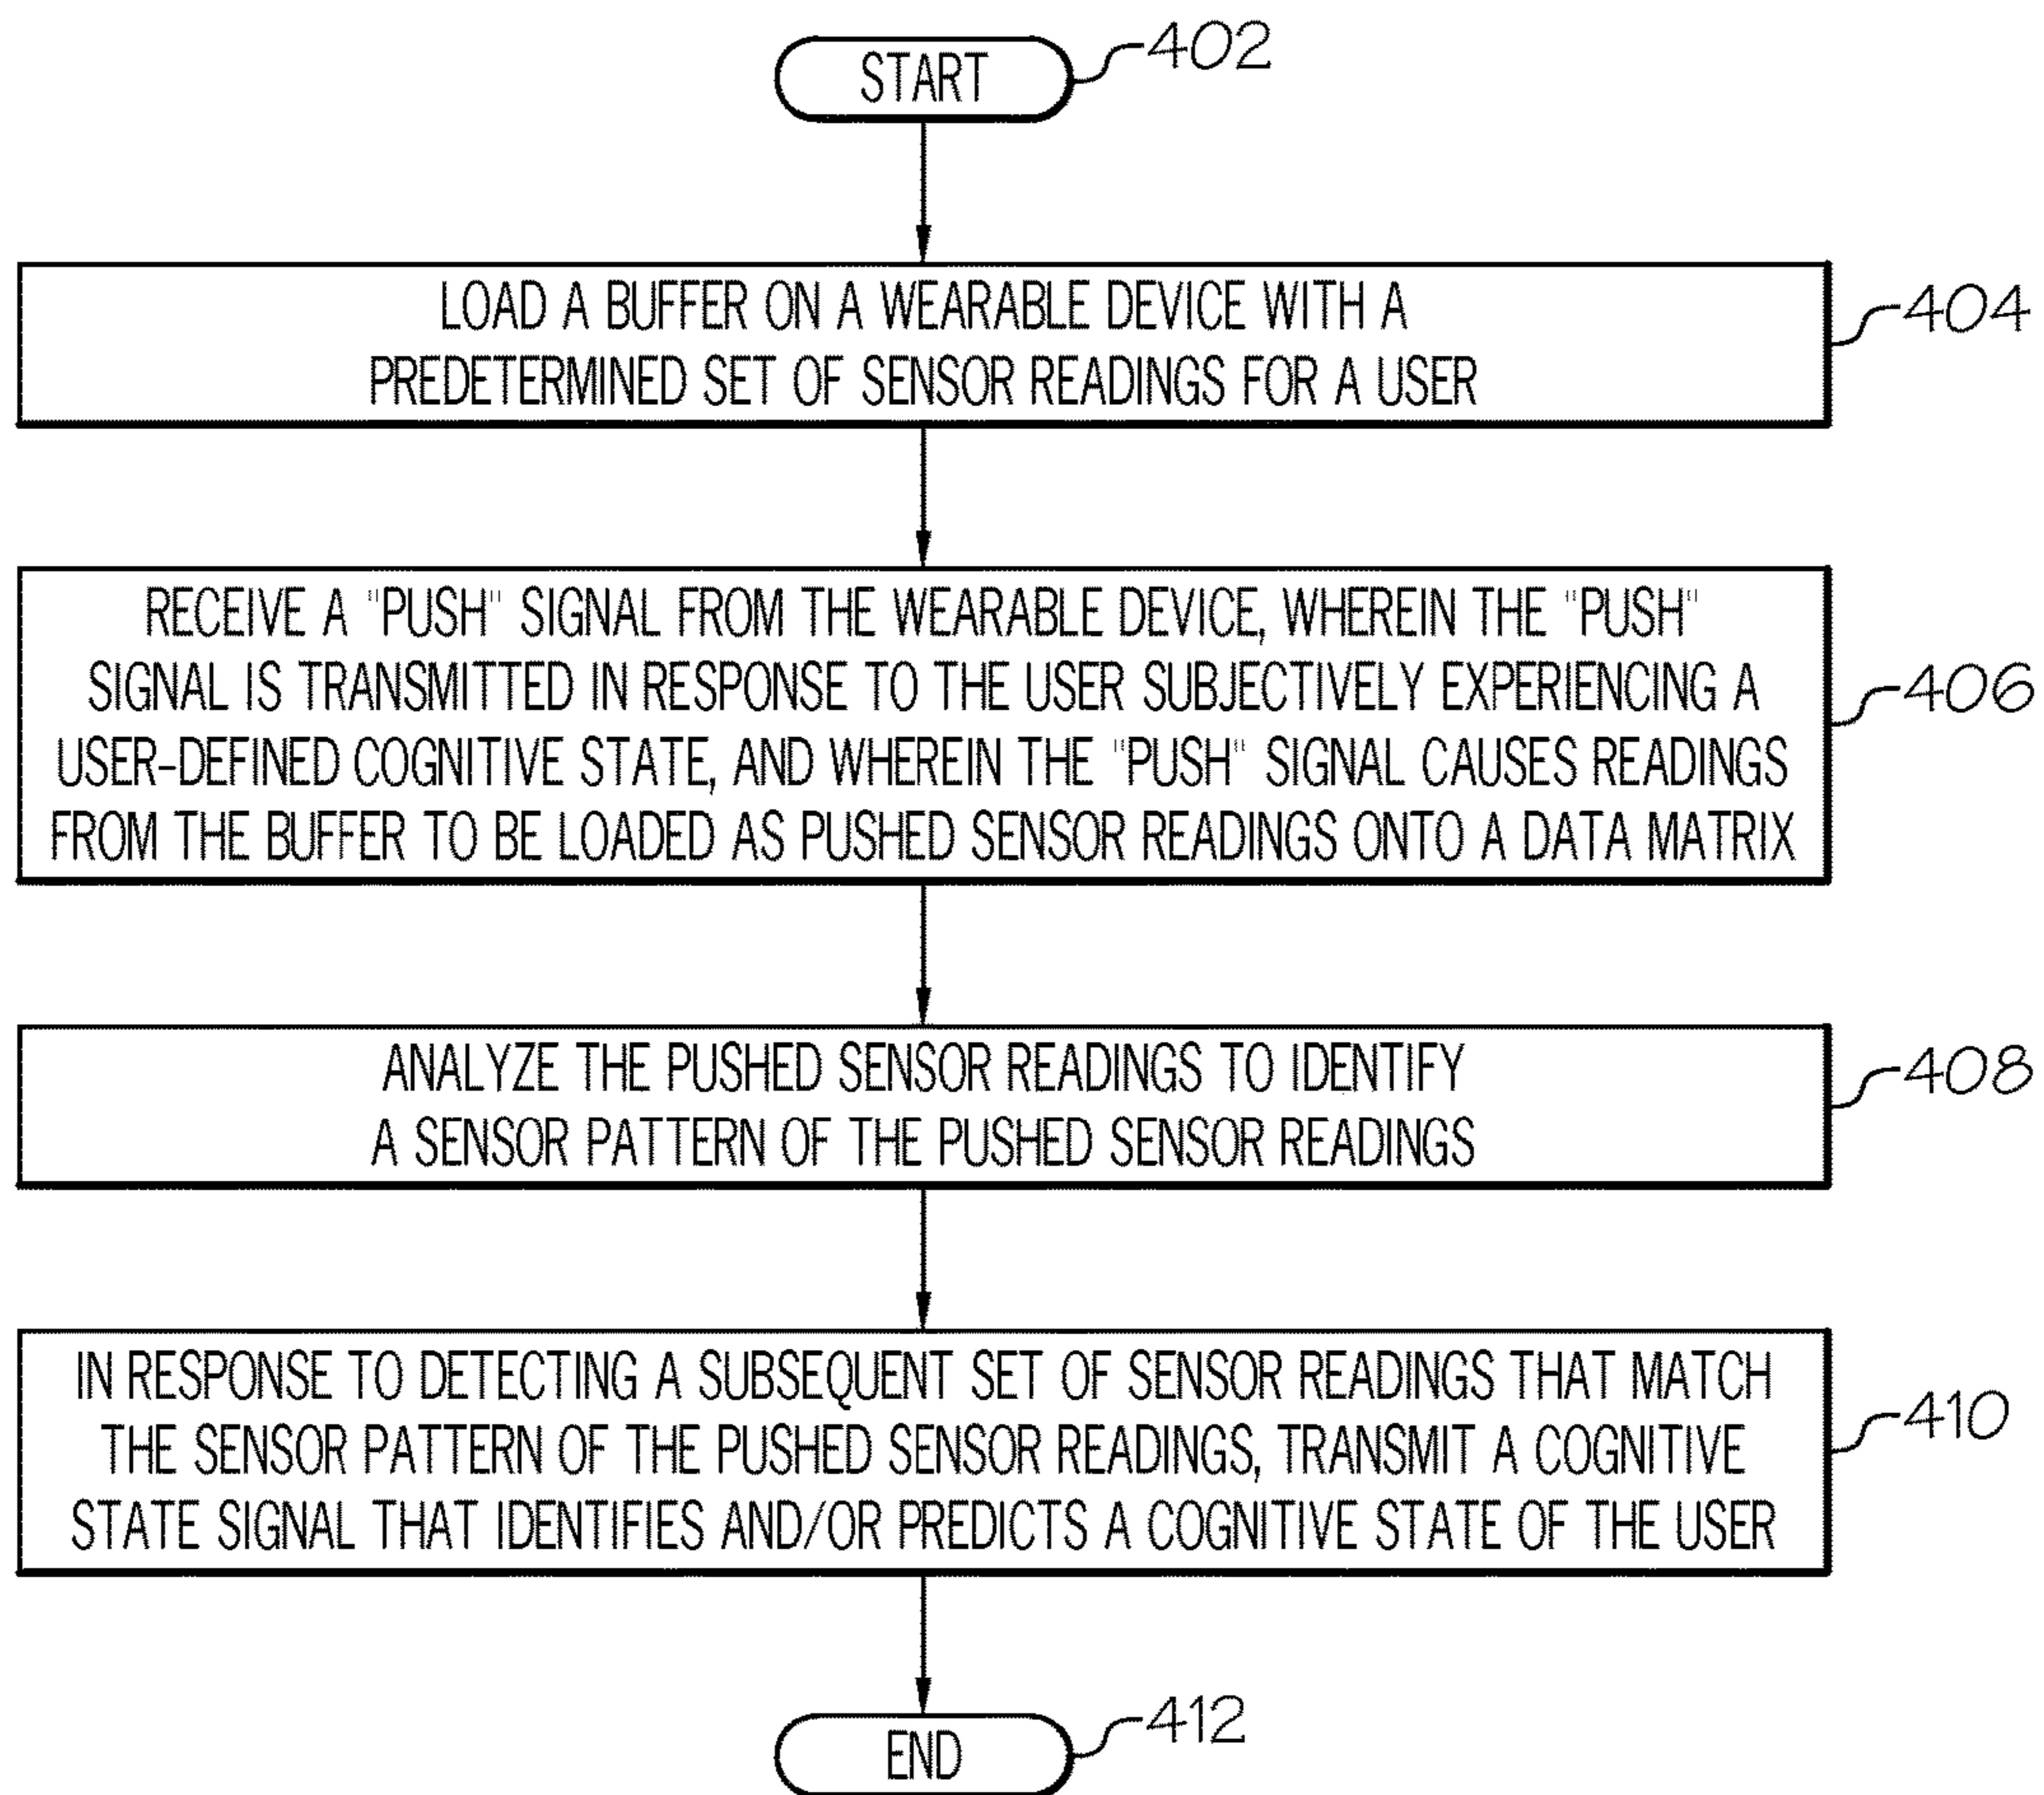 START
402
LOAD A BUFFER ON A WEARABLE DEVICE WITH A
PREDETERMINED SET OF SENSOR READINGS FOR A USER
404
RECEIVE A "PUSH" SIGNAL FROM THE WEARABLE DEVICE, WHEREIN THE "PUSH"
SIGNAL IS TRANSMITTED IN RESPONSE TO THE USER SUBJECTIVELY EXPERIENCING A
USER-DEFINED COGNITIVE STATE, AND WHEREIN THE "PUSH" SIGNAL CAUSES READINGS
FROM THE BUFFER TO BE LOADED AS PUSHED SENSOR READINGS ONTO A DATA MATRIX
406
ANALYZE THE PUSHED SENSOR READINGS TO IDENTIFY
A SENSOR PATTERN OF THE PUSHED SENSOR READINGS
408
IN RESPONSE TO DETECTING A SUBSEQUENT SET OF SENSOR READINGS THAT MATCH
THE SENSOR PATTERN OF THE PUSHED SENSOR READINGS, TRANSMIT A COGNITIVE
STATE SIGNAL THAT IDENTIFIES AND/OR PREDICTS A COGNITIVE STATE OF THE USER
410
END
412